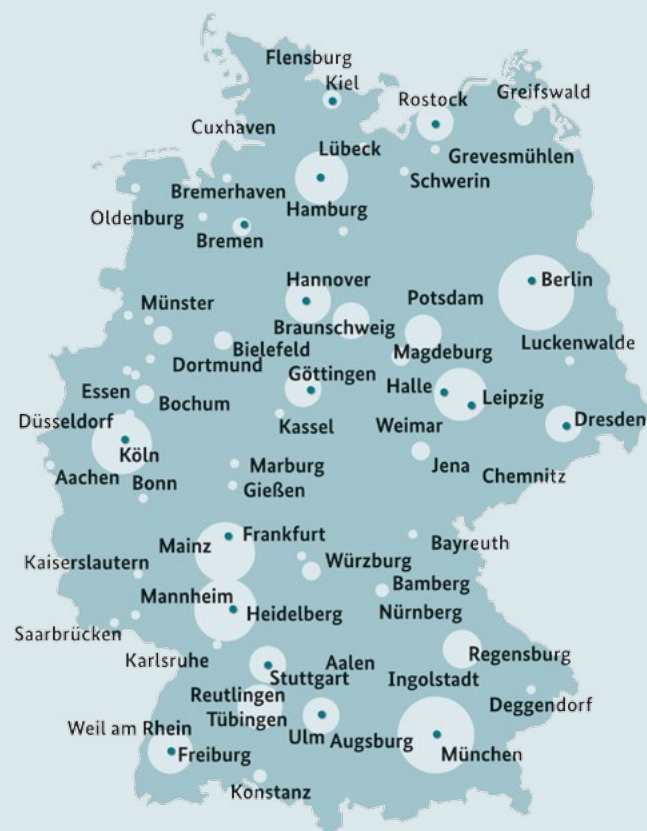 Flensburg
Kiel
Rostock
Greifswald
Cuxhaven
Lübeck
Grevesmühlen
Bremerhaven
Schwerin
Oldenburg
Hamburg
Bremen
Hannover
Berlin
Münster
Potsdam
Braunschweig
Bielefeld
Magdeburg
Luckenwalde
Dortmund
Göttingen
Essen
Bochum
Halle
Leipzig
Düsseldorf
Kassel
Weimar
Dresden
Köln
Aachen
Bonn
Marburg
Jena
Chemnitz
Gießen
Frankfurt
Mainz
Bayreuth
Kaiserslautern
Würzburg
Bamberg
Mannheim
Heidelberg
Nürnberg
Saarbrücken
Karlsruhe
Aalen
Regensburg
Stuttgart
Ingolstadt
Reutlingen
Deggendorf
Tübingen
Weil am Rhein
Ulm
Augsburg
Freiburg
München
Konstanz